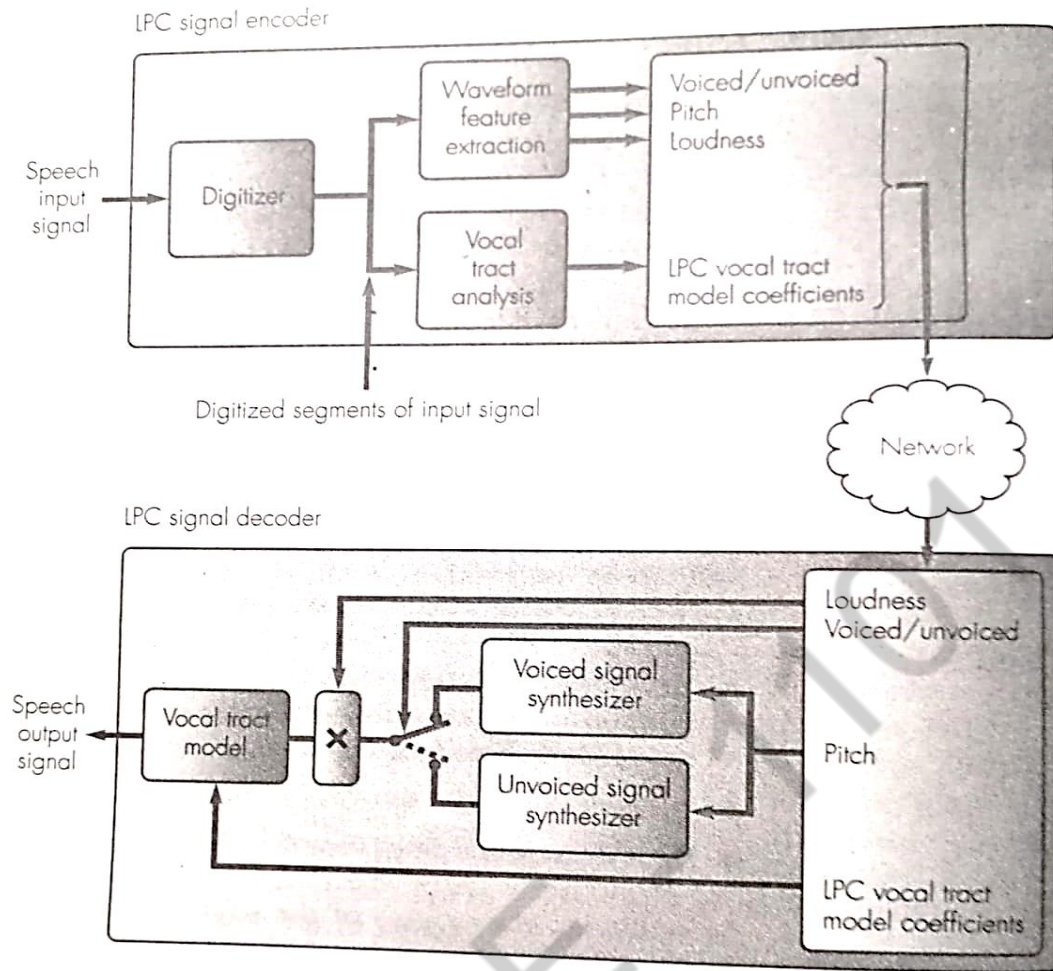 LPC signal encoder
Speech
input
signal
Digitizer
Waveform
feature
extraction
Vocal
tract
analysis
Voiced/unvoiced
Pitch
Loudness
LPC vocal tract
model coefficients
Digitized segments of input signal
Network
LPC signal decoder
Loudness
Voiced/unvoiced
Pitch
LPC vocal tract
model coefficients
Voiced signal
synthesizer
Unvoiced signal
synthesizer
×
Vocal tract
model
Speech
output
signal